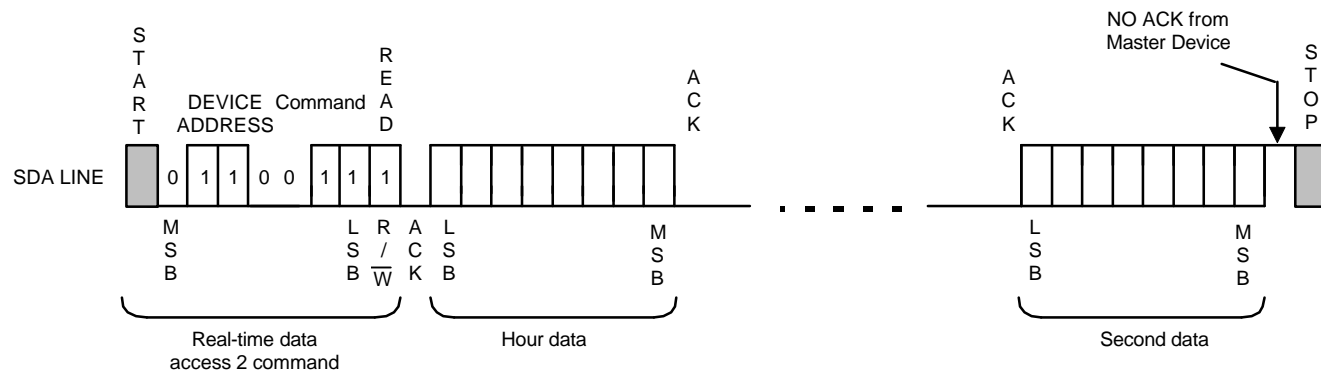 NO ACK from
Master Device
START
READ
ACK
ACK
STOP
DEVICE
ADDRESS
Command
SDA LINE
0 1 1 0 0 1 1 1
MSB
LSB
R/W
ACK
LSB
MSB
LSB
MSB
Real-time data
access 2 command
Hour data
Second data